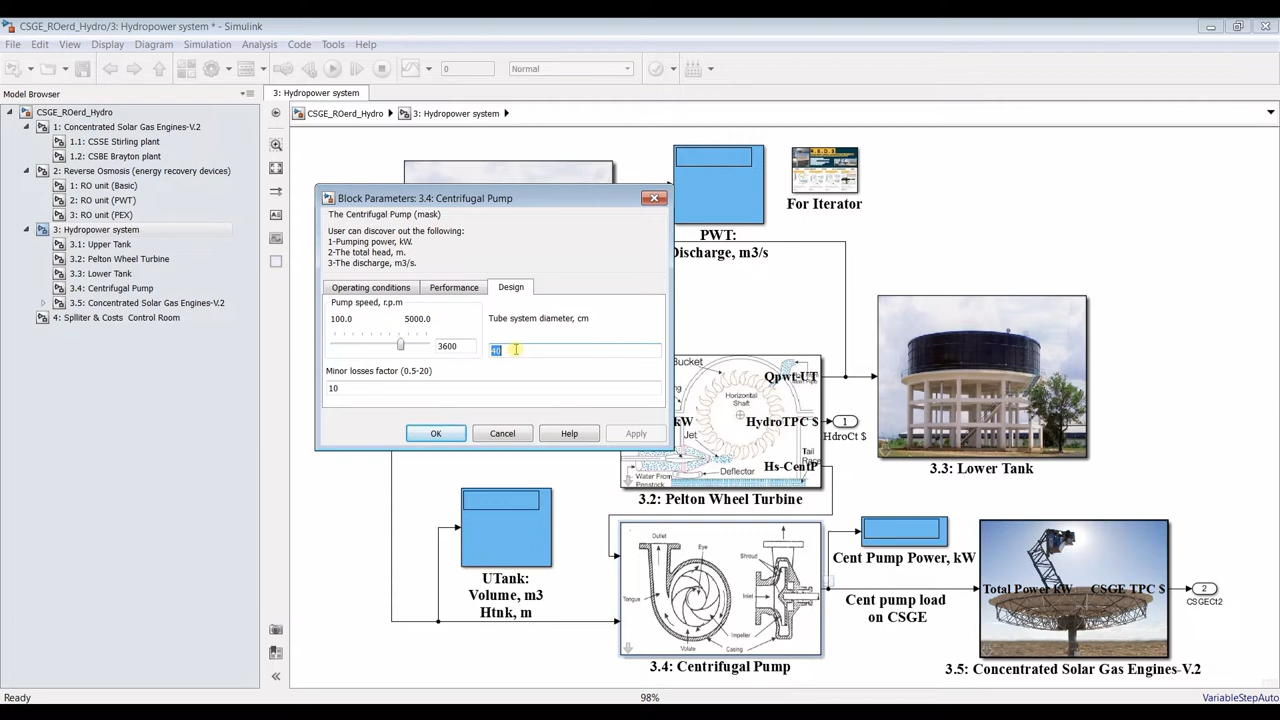 CSGE_ROerd_Hydro/3: Hydropower system * - Simulink
File Edit View Display Diagram Simulation Analysis Code Tools Help
0
Normal
Model Browser
3: Hydropower system
CSGE_ROerd_Hydro
3: Hydropower system
CSGE_ROerd_Hydro
1: Concentrated Solar Gas Engines-V.2
1.1: CSSE Stirling plant
1.2: CSBE Brayton plant
2: Reverse Osmosis (energy recovery devices)
1: RO unit (Basic)
2: RO unit (PWT)
3: RO unit (PEX)
3: Hydropower system
3.1: Upper Tank
3.2: Pelton Wheel Turbine
3.3: Lower Tank
3.4: Centrifugal Pump
3.5: Concentrated Solar Gas Engines-V.2
4: Spliiter & Costs Control Room
Block Parameters: 3.4: Centrifugal Pump
The Centrifugal Pump (mask)
User can discover out the following:
1-Pumping power, kW.
2-The total head, m.
3-The discharge, m3/s.
Operating conditions Performance Design
Pump speed, r.p.m
100.0 5000.0
3600
Tube system diameter, cm
40
Minor losses factor (0.5-20)
10
OK Cancel Help Apply
PWT:
Discharge, m3/s
For Iterator
Bucket
Horizontal
Shaft
Jet
Deflector
Tail
Race
Water From
Penstock
Qpwt-UT
kW
HydroTPC $
Hs-CentP
1
HdroCt $
3.2: Pelton Wheel Turbine
3.3: Lower Tank
UTank:
Volume, m3
Htnk, m
Outlet
Eye
Tongue
Impeller
Volute
Casing
Shroud
Inlet
3.4: Centrifugal Pump
Cent Pump Power, kW
Cent pump load
on CSGE
Total Power kW
CSGE TPC $
2
CSGECt2
3.5: Concentrated Solar Gas Engines-V.2
Ready
98%
VariableStepAuto